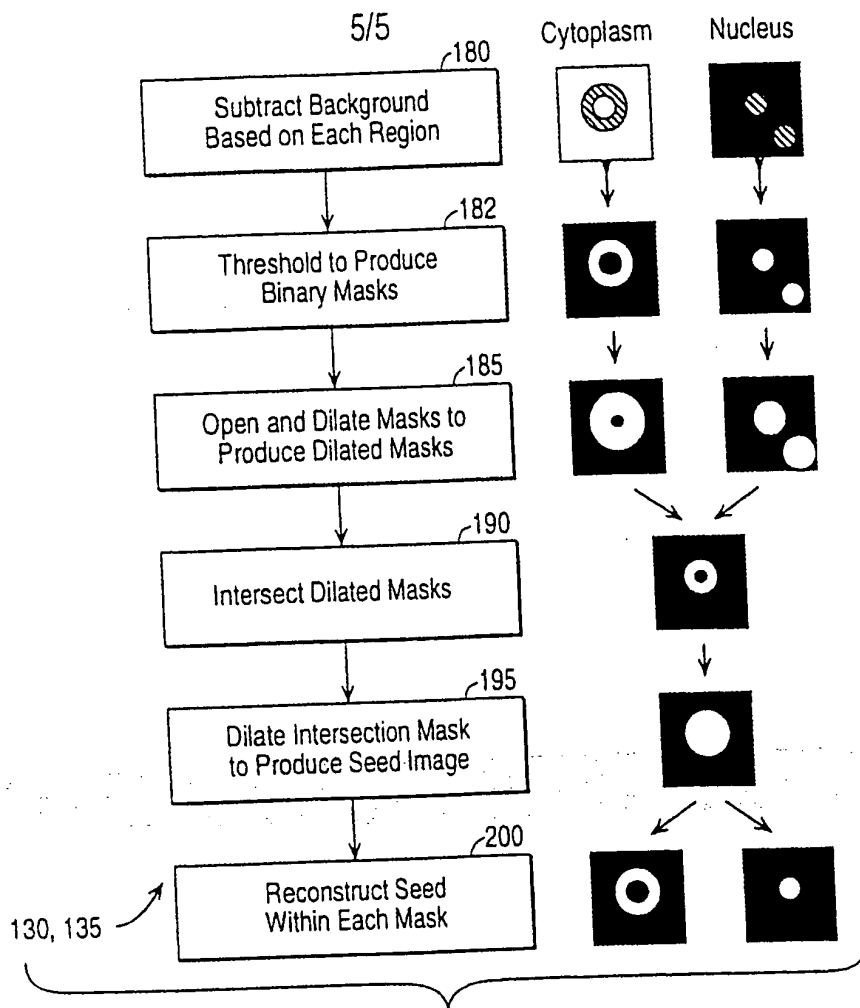 5/5
Cytoplasm
Nucleus
180
Subtract Background
Based on Each Region
182
Threshold to Produce
Binary Masks
185
Open and Dilate Masks to
Produce Dilated Masks
190
Intersect Dilated Masks
195
Dilate Intersection Mask
to Produce Seed Image
200
Reconstruct Seed
Within Each Mask
130, 135